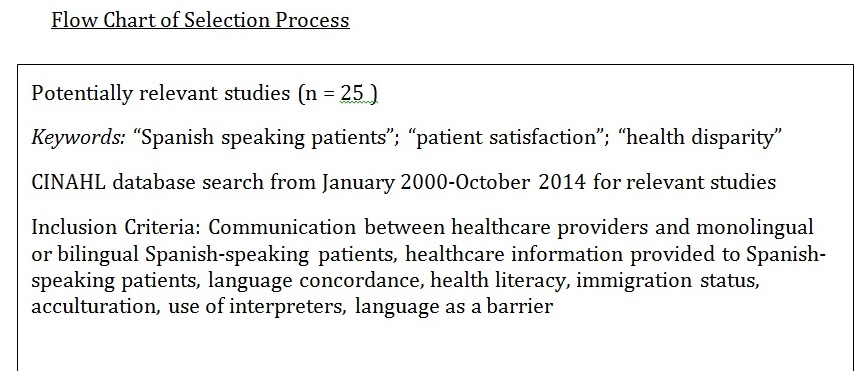 Flow Chart of Selection Process
Potentially relevant studies (n = 25 )
Keywords: “Spanish speaking patients”; “patient satisfaction”; “health disparity”
CINAHL database search from January 2000-October 2014 for relevant studies
Inclusion Criteria: Communication between healthcare providers and monolingual
or bilingual Spanish-speaking patients, healthcare information provided to Spanish-
speaking patients, language concordance, health literacy, immigration status,
acculturation, use of interpreters, language as a barrier